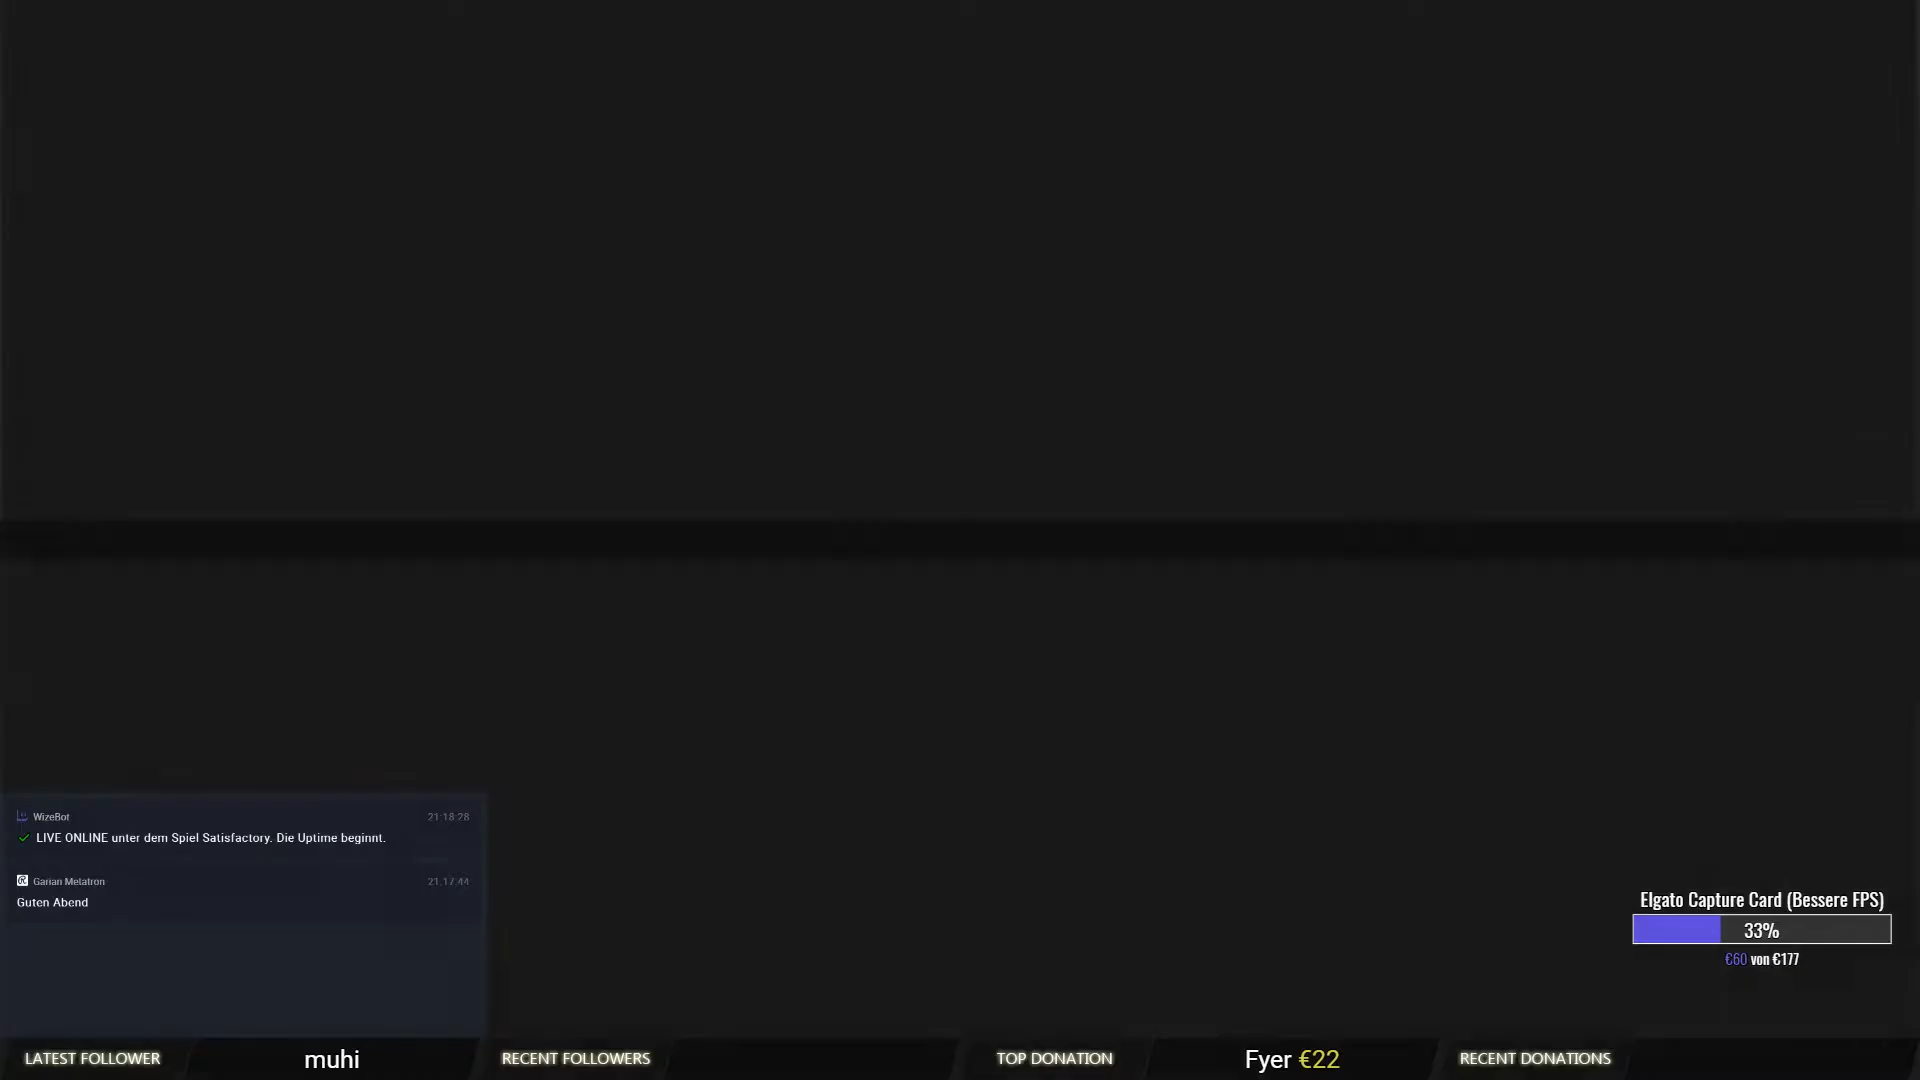 WizeBot 21:18:28
LIVE ONLINE unter dem Spiel Satisfactory. Die Uptime beginnt.
Garian Metatron 21:17:44
Guten Abend
Elgato Capture Card (Bessere FPS)
33%
€60 von €177
LATEST FOLLOWER muhi RECENT FOLLOWERS TOP DONATION Fyer €22 RECENT DONATIONS